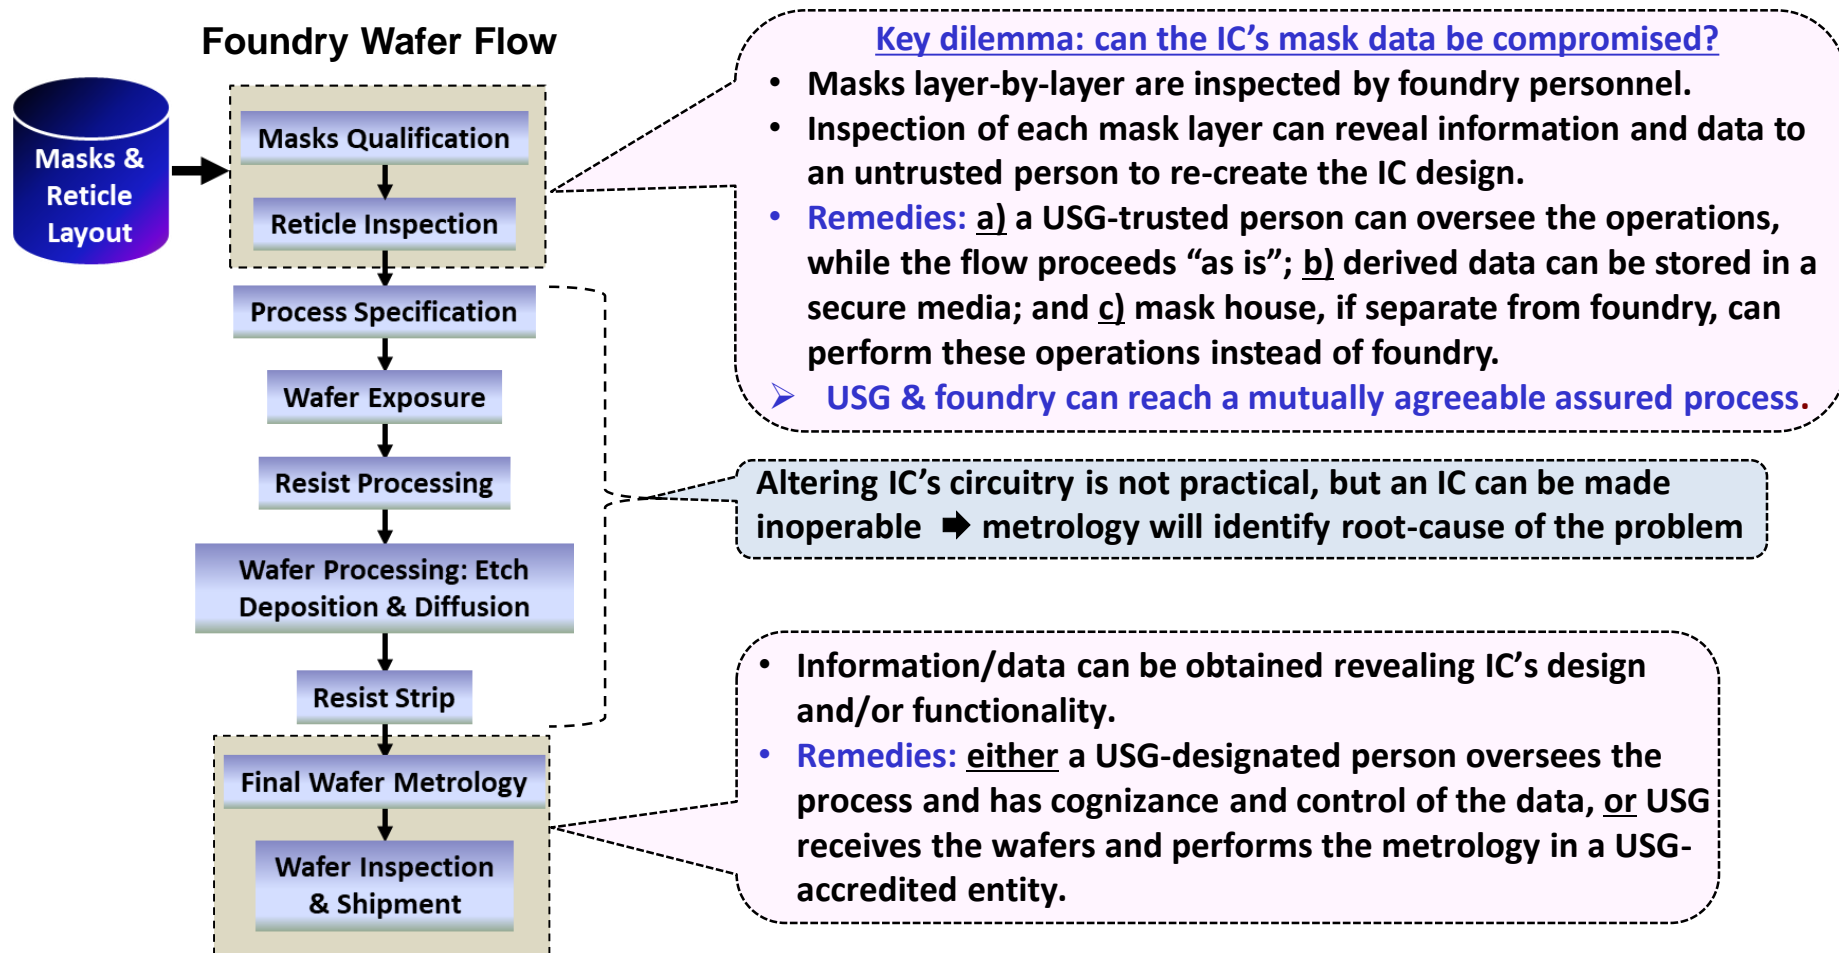 Foundry Wafer Flow
Masks &
Reticle
Layout
Masks Qualification
Reticle Inspection
Process Specification
Wafer Exposure
Resist Processing
Wafer Processing: Etch
Deposition & Diffusion
Resist Strip
Final Wafer Metrology
Wafer Inspection
& Shipment
Key dilemma: can the IC’s mask data be compromised?
• Masks layer-by-layer are inspected by foundry personnel.
• Inspection of each mask layer can reveal information and data to
an untrusted person to re-create the IC design.
• Remedies: a) a USG-trusted person can oversee the operations,
while the flow proceeds “as is”; b) derived data can be stored in a
secure media; and c) mask house, if separate from foundry, can
perform these operations instead of foundry.
➢ USG & foundry can reach a mutually agreeable assured process.
Altering IC’s circuitry is not practical, but an IC can be made
inoperable 🡆 metrology will identify root-cause of the problem
• Information/data can be obtained revealing IC’s design
and/or functionality.
• Remedies: either a USG-designated person oversees the
process and has cognizance and control of the data, or USG
receives the wafers and performs the metrology in a USG-
accredited entity.